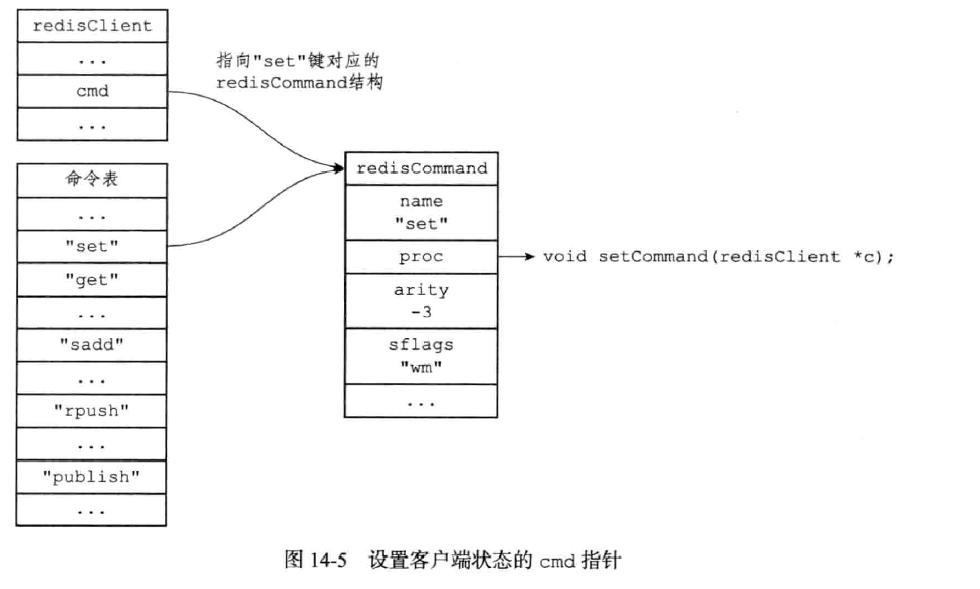 redisClient
...
cmd
...
指向"set"键对应的
redisCommand结构
命令表
...
"set"
"get"
...
"sadd"
...
"rpush"
...
"publish"
...
redisCommand
name
"set"
proc
arity
-3
sflags
"wm"
...
void setCommand(redisClient *c);
图 14-5 设置客户端状态的 cmd 指针